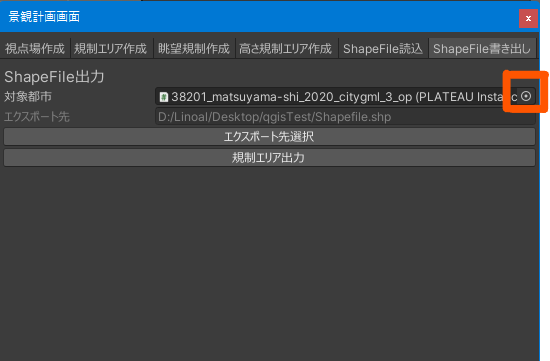 景観計画画面
x
視点場作成 規制エリア作成 眺望規制作成 高さ規制エリア作成 ShapeFile読込 ShapeFile書き出し
ShapeFile出力
対象都市 # 38201_matsuyama-shi_2020_citygml_3_op (PLATEAU Instanc
エクスポート先 D:/Linoal/Desktop/qgisTest/Shapefile.shp
エクスポート先選択
規制エリア出力